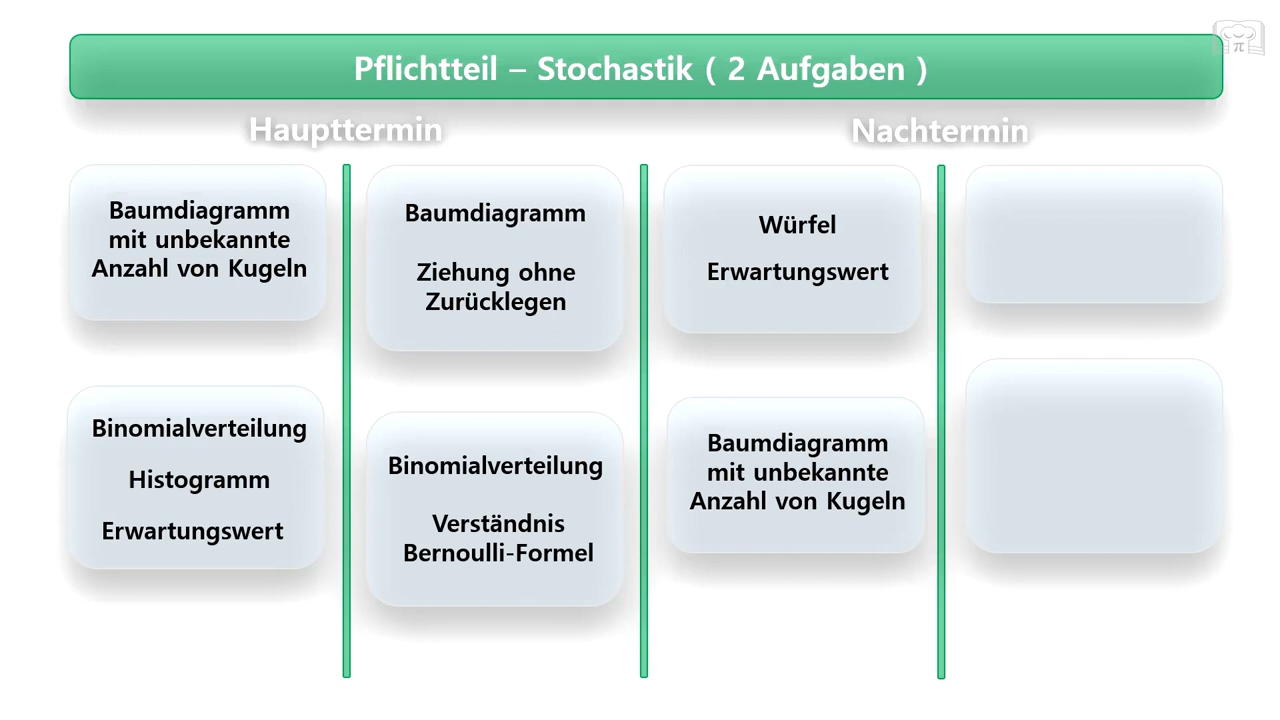 Pflichtteil – Stochastik ( 2 Aufgaben )
Haupttermin
Nachtermin
Baumdiagramm
mit unbekannte
Anzahl von Kugeln
Binomialverteilung
Histogramm
Erwartungswert
Baumdiagramm
Ziehung ohne
Zurücklegen
Binomialverteilung
Verständnis
Bernoulli-Formel
Würfel
Erwartungswert
Baumdiagramm
mit unbekannte
Anzahl von Kugeln
π